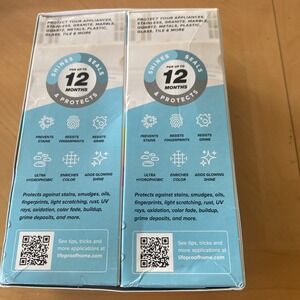 PROTECT YOUR APPLIANCES,
STAINLESS, GRANITE, MARBLE,
QUARTZ, METALS, PLASTIC,
GLASS, TILE & MORE
SHINES SEALS
& PROTECTS
FOR UP TO
12
MONTHS
PREVENTS
STAINS
RESISTS
FINGERPRINTS
RESISTS
GRIME
ULTRA
HYDROPHOBIC
ENRICHES
COLOR
ADDS GLOWING
SHINE
Protects against stains, smudges, oils,
fingerprints, light scratching, rust, UV
rays, oxidation, color fade, buildup,
grime deposits, and more.
See tips, tricks and
more applications at
lifeproofhome.com
PROTECT YOUR APPLIANCES,
STAINLESS, GRANITE, MARBLE,
QUARTZ, METALS, PLASTIC,
GLASS, TILE & MORE
SHINES SEALS
& PROTECTS
FOR UP TO
12
MONTHS
PREVENTS
STAINS
RESISTS
FINGERPRINTS
RESISTS
GRIME
ULTRA
HYDROPHOBIC
ENRICHES
COLOR
ADDS GLOWING
SHINE
Protects against stains, smudges, oils,
fingerprints, light scratching, rust, UV
rays, oxidation, color fade, buildup,
grime deposits, and more.
See tips, tricks and
more applications at
lifeproofhome.com